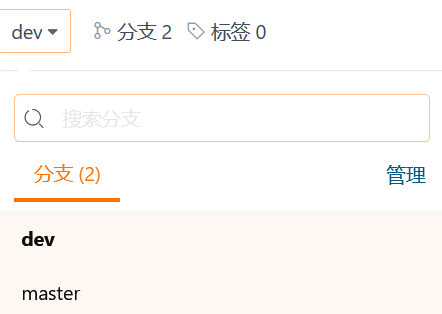 dev 分支 2 标签 0
搜索分支
分支 (2) 管理
dev
master